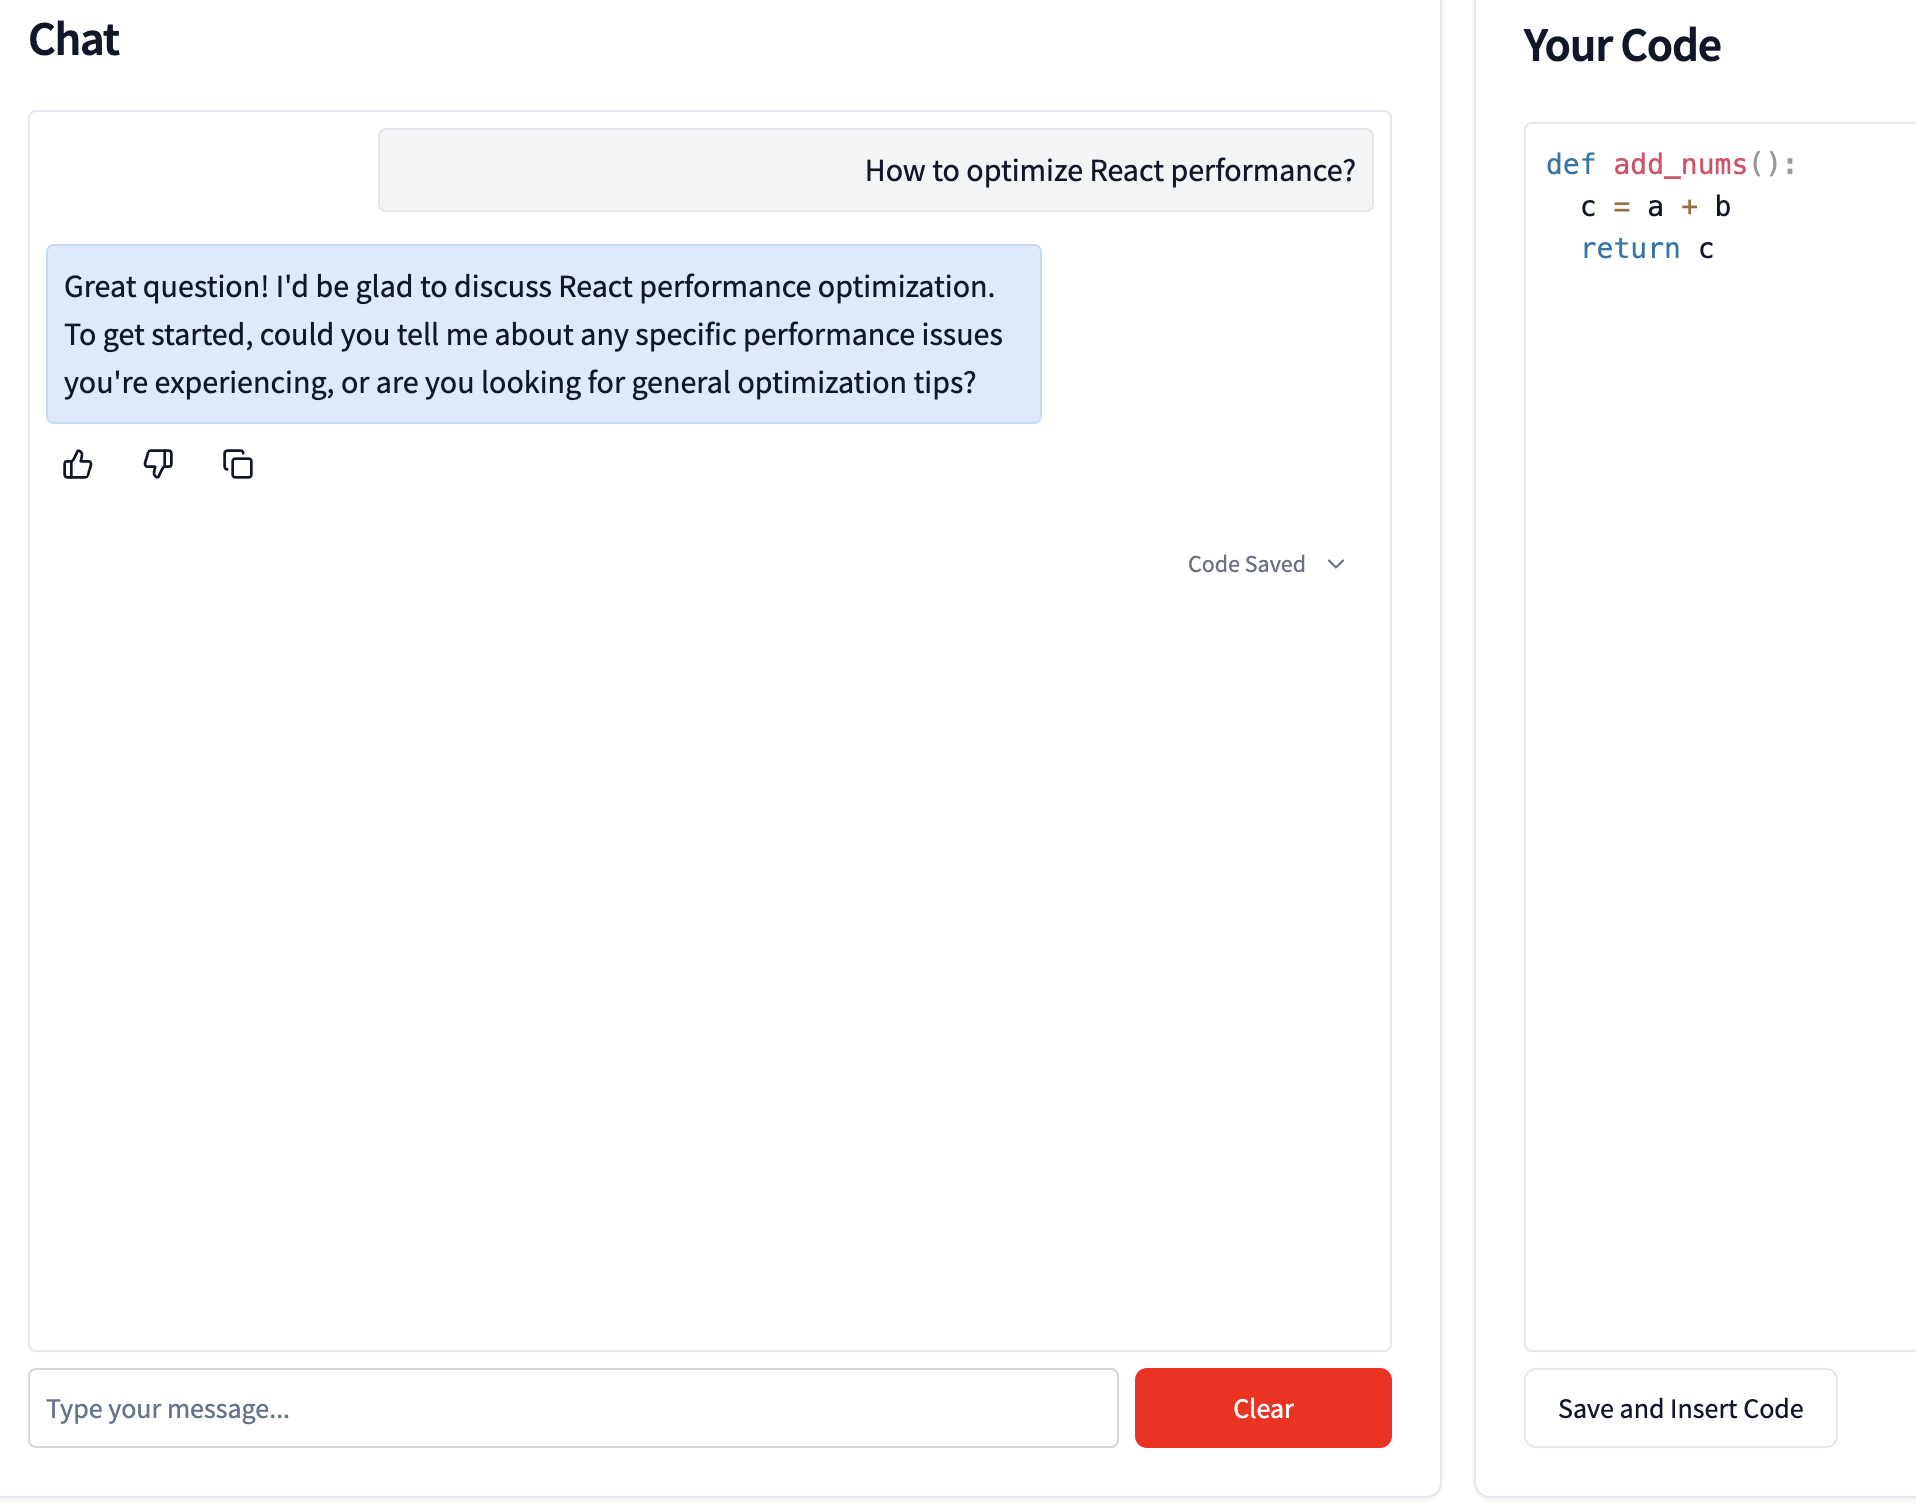 Chat
How to optimize React performance?
Great question! I'd be glad to discuss React performance optimization.
To get started, could you tell me about any specific performance issues
you're experiencing, or are you looking for general optimization tips?
Code Saved
Type your message...
Clear
Your Code
def add_nums():
  c = a + b
  return c
Save and Insert Code